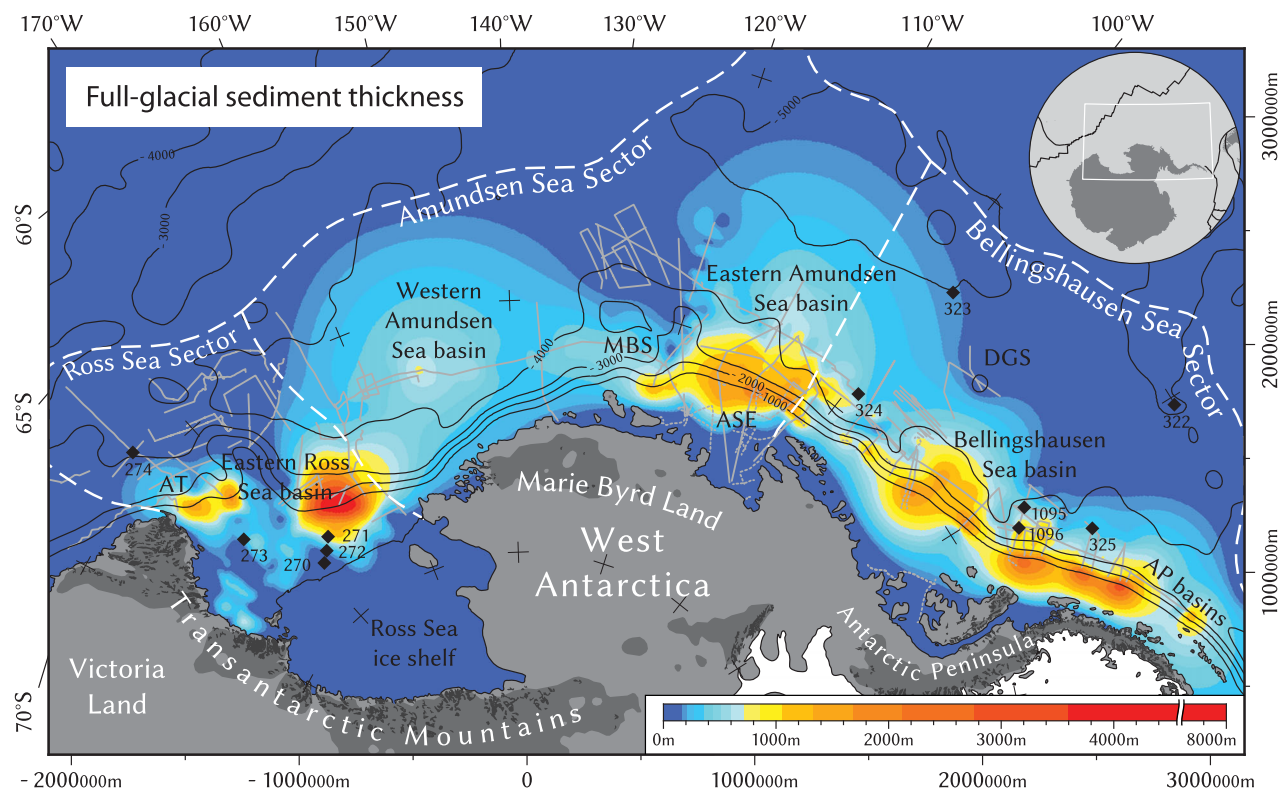 170°W 160°W 150°W 140°W 130°W 120°W 110°W 100°W
Full-glacial sediment thickness
- 5000
- 4000
- 3000
3000000m
60°S
Amundsen Sea Sector
Bellingshausen Sea Sector
Eastern Amundsen
Sea basin
Western
Amundsen
Sea basin
323
2000000m
Ross Sea Sector
MBS
DGS
- 4000
- 3000
- 2000
- 1000
65°S
324
322
ASE
Bellingshausen
Sea basin
274
Eastern Ross
Sea basin
AT
Marie Byrd Land
1095
1096
325
271
272
273
270
West
Antarctica
AP basins
1000000m
Transantarctic Mountains
Ross Sea
ice shelf
Antarctic Peninsula
Victoria
Land
70°S
0m 1000m 2000m 3000m 4000m 8000m
- 2000000m - 1000000m 0 1000000m 2000000m 3000000m